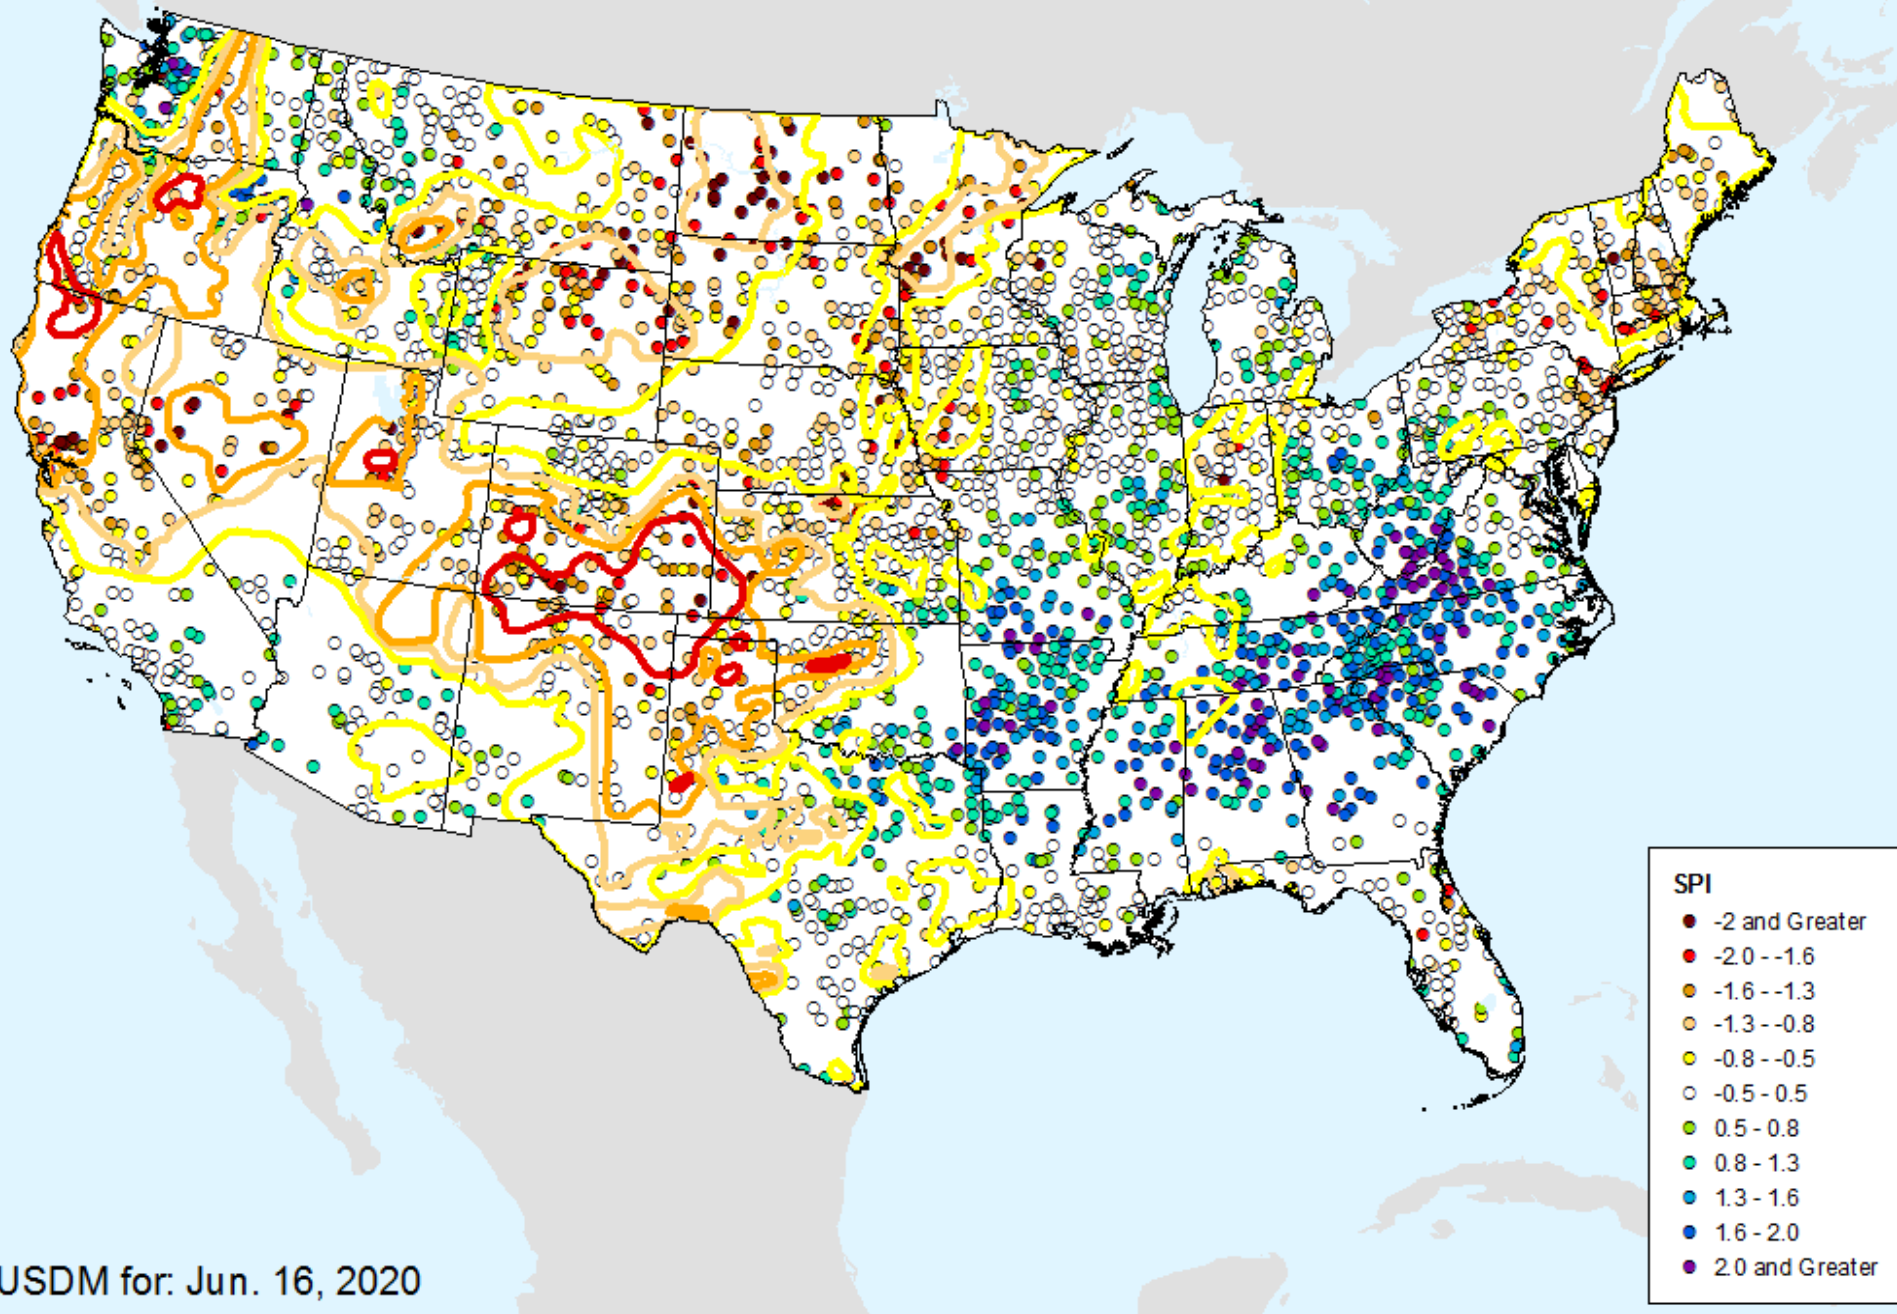 SPI
-2 and Greater
-2.0 - -1.6
-1.6 - -1.3
-1.3 - -0.8
-0.8 - -0.5
-0.5 - 0.5
0.5 - 0.8
0.8 - 1.3
1.3 - 1.6
1.6 - 2.0
2.0 and Greater
USDM for: Jun. 16, 2020